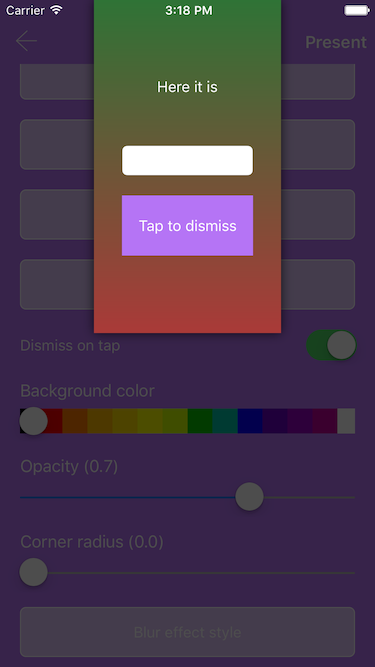 Carrier 3:18 PM
Present
Here it is
Tap to dismiss
Dismiss on tap
Background color
Opacity (0.7)
Corner radius (0.0)
Blur effect style